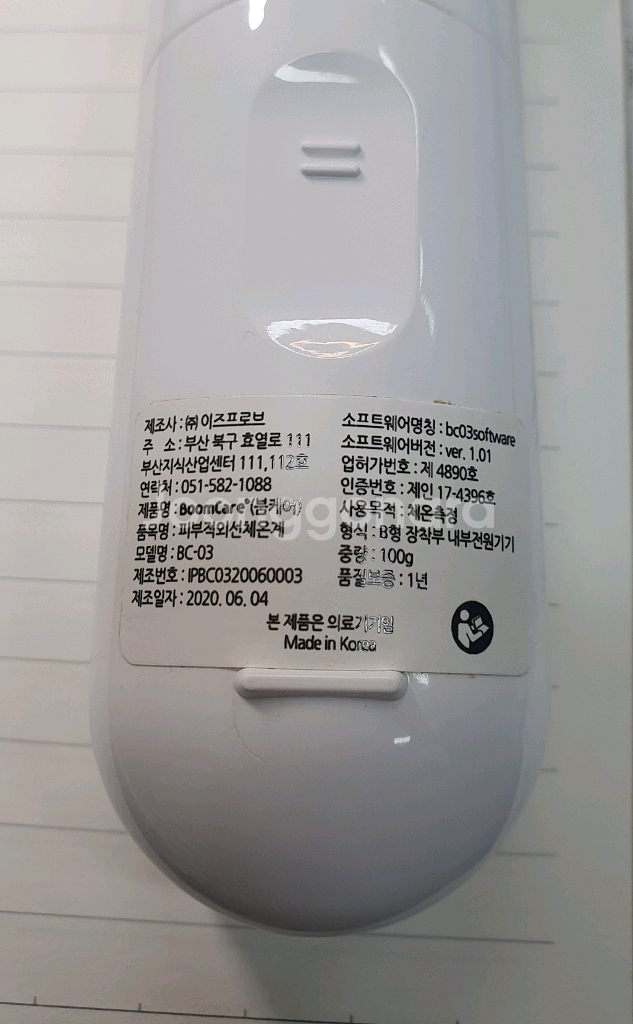 제조사 : ㈜ 이즈프로브
주 소 : 부산 북구 효열로 111
부산지식산업센터 111,112호
연락처 : 051-582-1088
제품명 : BoomCare®(붐케어)
품목명 : 피부적외선체온계
모델명 : BC-03
제조번호 : IPBC0320060003
제조일자 : 2020. 06. 04
소프트웨어명칭 : bc03software
소프트웨어버전 : ver. 1.01
업허가번호 : 제 4890호
인증번호 : 제인 17-4396호
사용목적 : 체온측정
형식 : B형 장착부 내부전원기기
중량 : 100g
품질보증 : 1년
본 제품은 의료기기임
Made in Korea